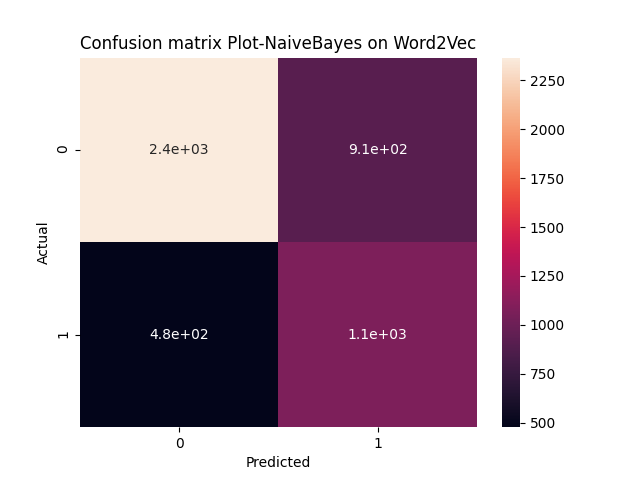 Confusion matrix Plot-NaiveBayes on Word2Vec
Actual
0
1
2.4e+03 9.1e+02
4.8e+02 1.1e+03
0 1
Predicted
2250
2000
1750
1500
1250
1000
750
500